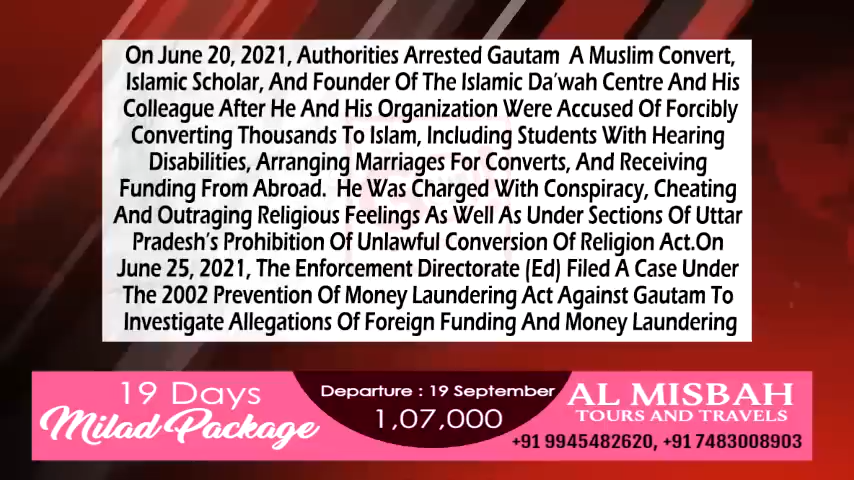 On June 20, 2021, Authorities Arrested Gautam A Muslim Convert,
Islamic Scholar, And Founder Of The Islamic Da'wah Centre And His
Colleague After He And His Organization Were Accused Of Forcibly
Converting Thousands To Islam, Including Students With Hearing
Disabilities, Arranging Marriages For Converts, And Receiving
Funding From Abroad. He Was Charged With Conspiracy, Cheating
And Outraging Religious Feelings As Well As Under Sections Of Uttar
Pradesh's Prohibition Of Unlawful Conversion Of Religion Act.On
June 25, 2021, The Enforcement Directorate (Ed) Filed A Case Under
The 2002 Prevention Of Money Laundering Act Against Gautam To
Investigate Allegations Of Foreign Funding And Money Laundering
19 Days
Milad Package
Departure : 19 September
1,07,000
AL MISBAH
TOURS AND TRAVELS
+91 9945482620, +91 7483008903